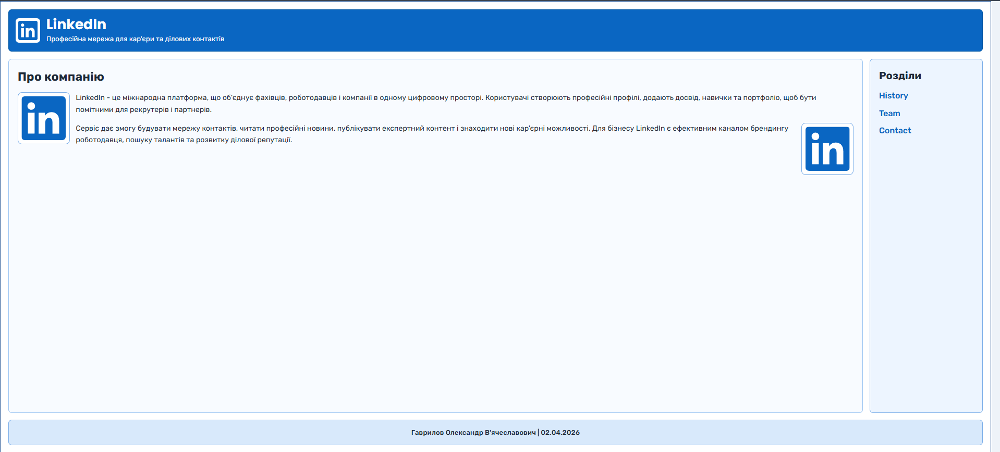 in
LinkedIn
Професійна мережа для кар'єри та ділових контактів
Про компанію
in
LinkedIn - це міжнародна платформа, що об'єднує фахівців, роботодавців і компанії в одному цифровому просторі. Користувачі створюють професійні профілі, додають досвід, навички та портфоліо, щоб бути
помітними для рекрутерів і партнерів.
Сервіс дає змогу будувати мережу контактів, читати професійні новини, публікувати експертний контент і знаходити нові кар'єрні можливості. Для бізнесу LinkedIn є ефективним каналом брендингу
роботодавця, пошуку талантів та розвитку ділової репутації.
in
Розділи
History
Team
Contact
Гаврилов Олександр В'ячеславович | 02.04.2026